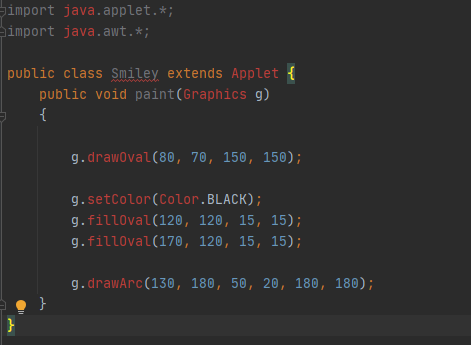 import java.applet.*;
import java.awt.*;
public class Smiley extends Applet {
public void paint(Graphics g)
{
g.drawOval(80, 70, 150, 150);
g.setColor(Color.BLACK);
g.fillOval(120, 120, 15, 15);
g.fillOval(170, 120, 15, 15);
g.drawArc(130, 180, 50, 20, 180, 180);
}
}